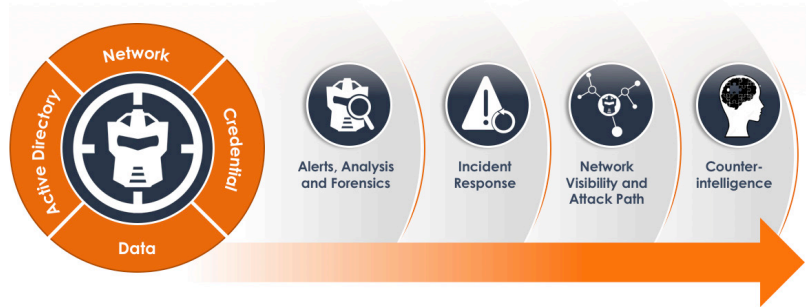 Network
Active Directory
Credential
Data
Alerts, Analysis
and Forensics
Incident
Response
Network
Visibility and
Attack Path
Counter-
intelligence